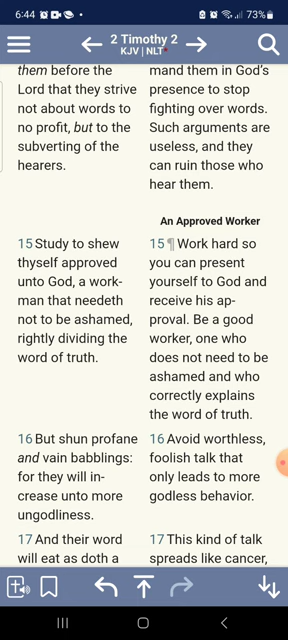 6:44
73%
2 Timothy 2
KJV | NLT*
them before the
Lord that they strive
not about words to
no profit, but to the
subverting of the
hearers.
15 Study to shew
thyself approved
unto God, a work-
man that needeth
not to be ashamed,
rightly dividing the
word of truth.
16 But shun profane
and vain babblings:
for they will in-
crease unto more
ungodliness.
17 And their word
will eat as doth a
mand them in God's
presence to stop
fighting over words.
Such arguments are
useless, and they
can ruin those who
hear them.
An Approved Worker
15 ¶ Work hard so
you can present
yourself to God and
receive his ap-
proval. Be a good
worker, one who
does not need to be
ashamed and who
correctly explains
the word of truth.
16 Avoid worthless,
foolish talk that
only leads to more
godless behavior.
17 This kind of talk
spreads like cancer,